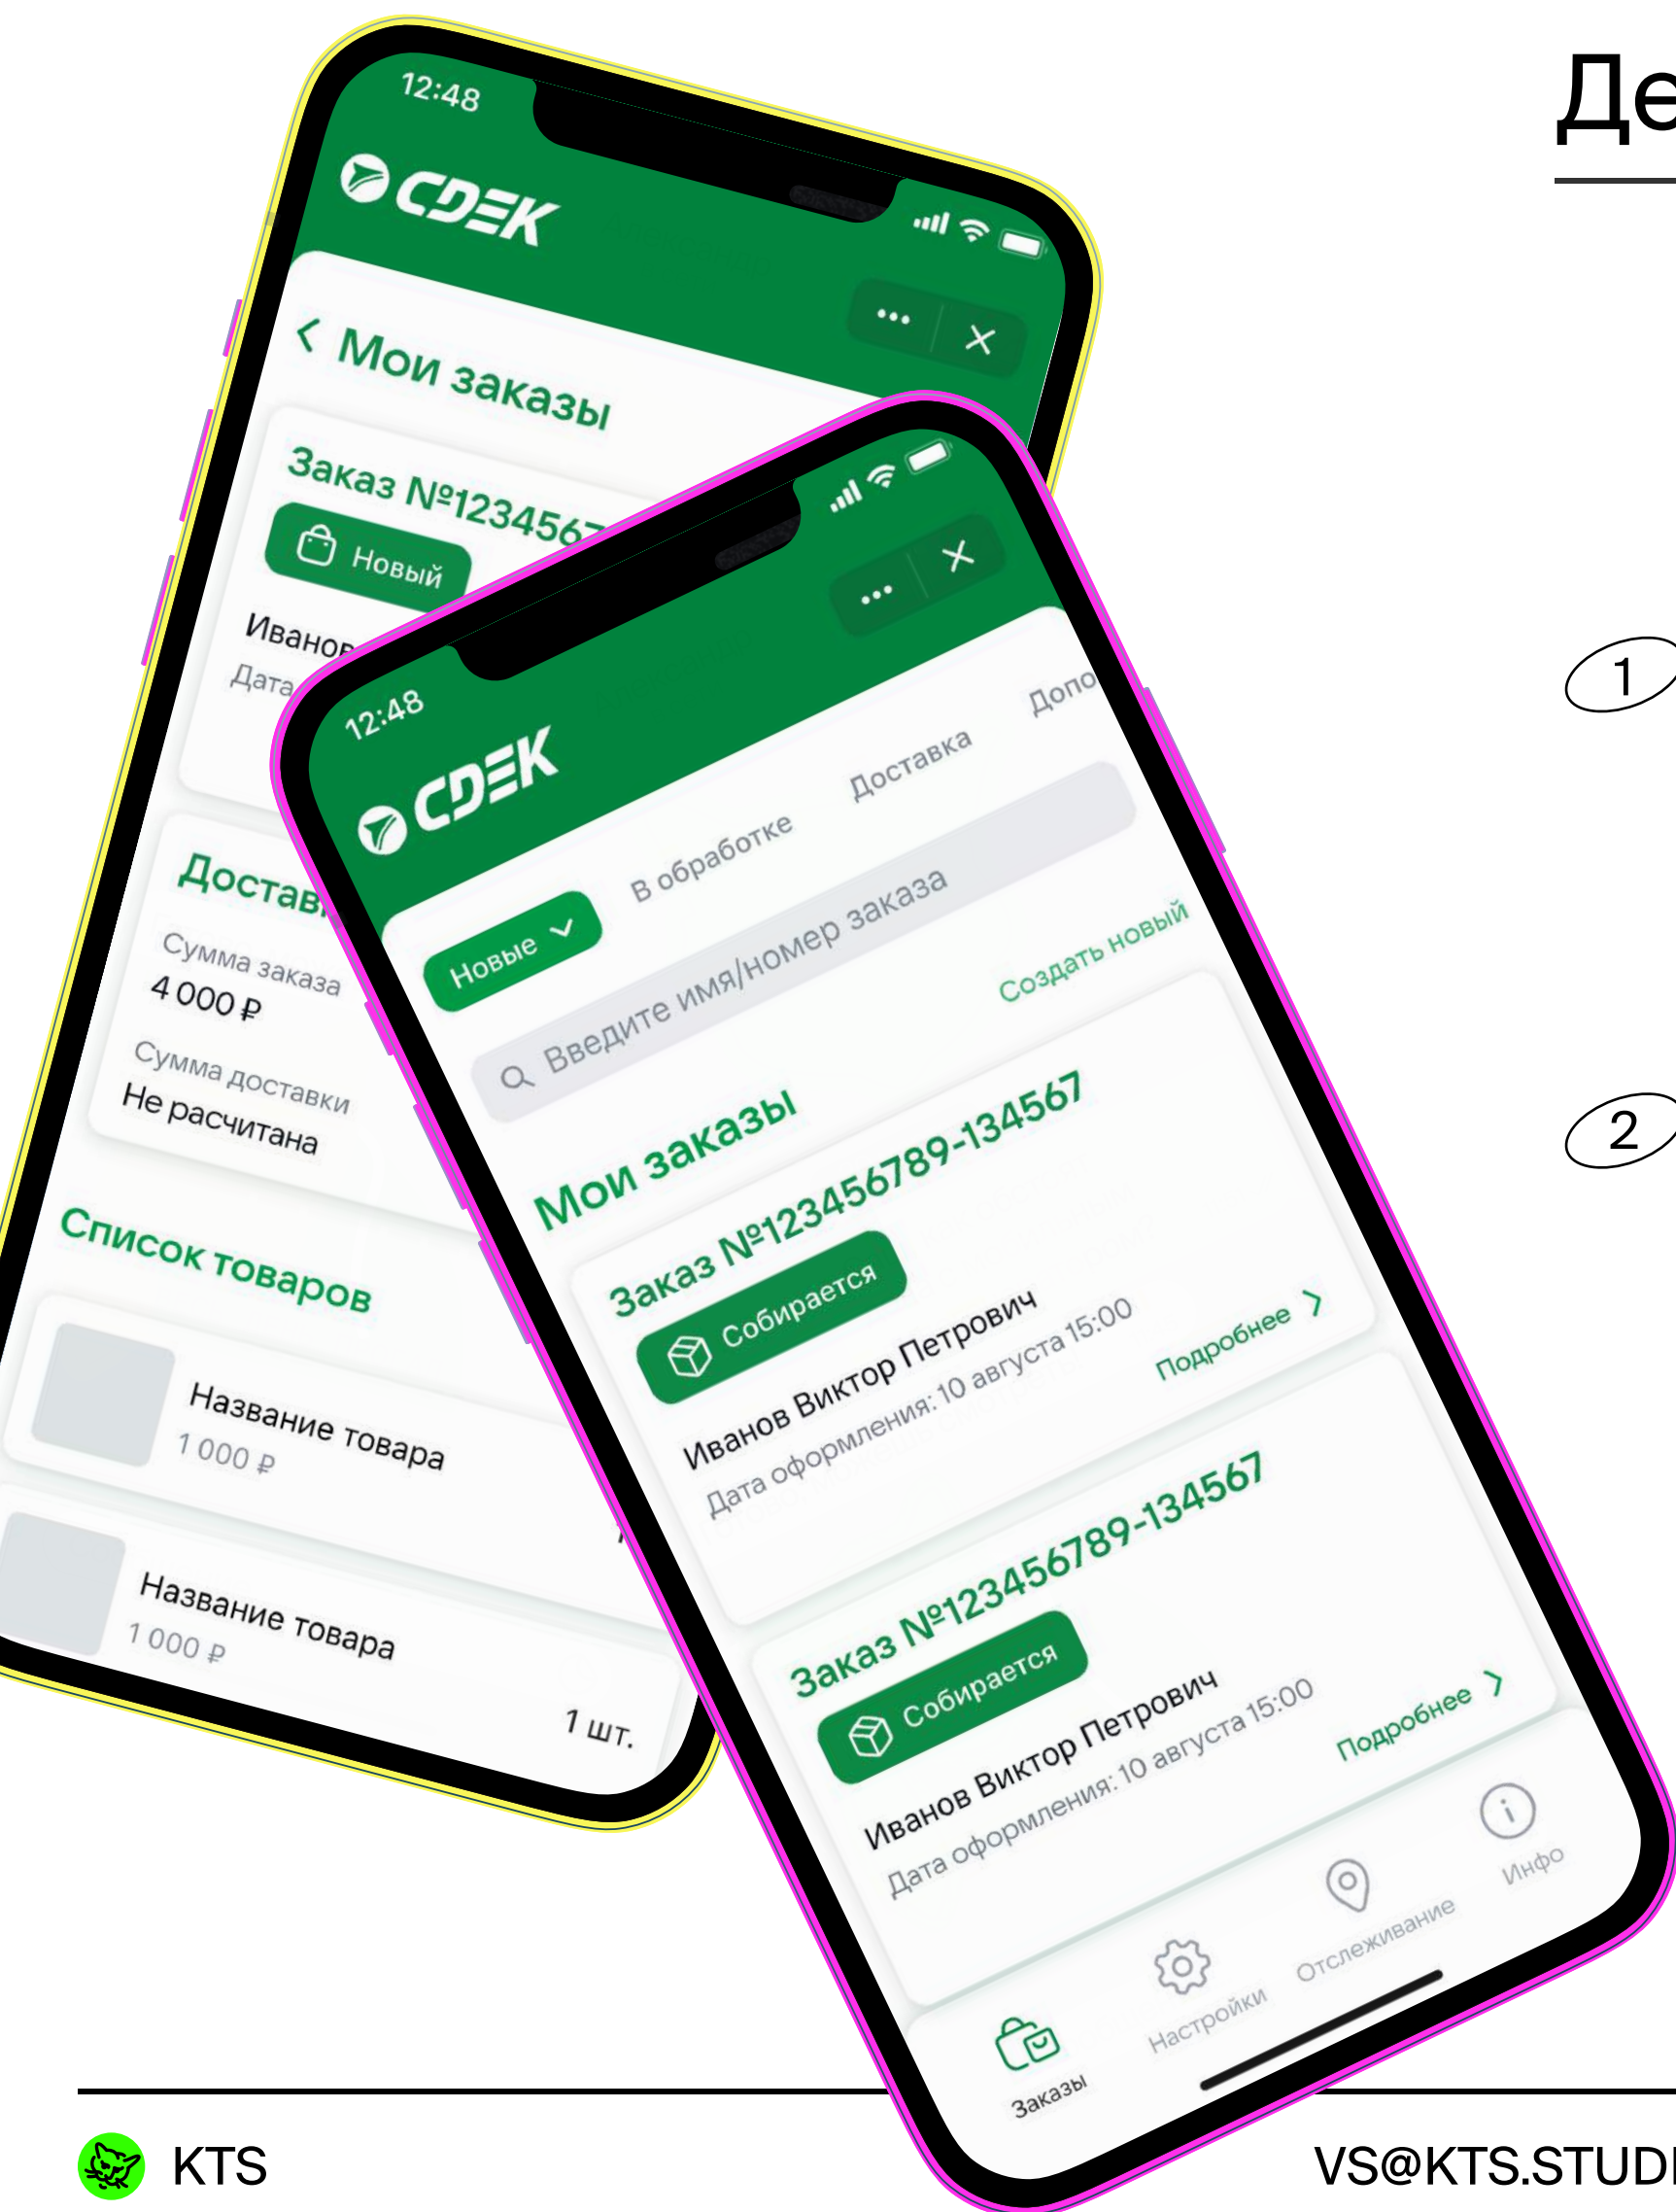 Де
12:48
CDEK
Мои заказы
Заказ №1234567
Новый
Иванов
Дата
Достав
Сумма заказа
4 000 ₽
Сумма доставки
Не расчитана
Список товаров
Название товара
1 000 ₽
Название товара
1 000 ₽
1 шт.
12:48
CDEK
Новые
В обработке
Доставка
Допо
Введите имя/номер заказа
Создать новый
Мои заказы
Заказ №123456789-134567
Собирается
Иванов Виктор Петрович
Дата оформления: 10 августа 15:00
Подробнее
Заказ №123456789-134567
Собирается
Иванов Виктор Петрович
Дата оформления: 10 августа 15:00
Подробнее
Заказы
Настройки
Отслеживание
Инфо
1
2
KTS
VS@KTS.STUDI